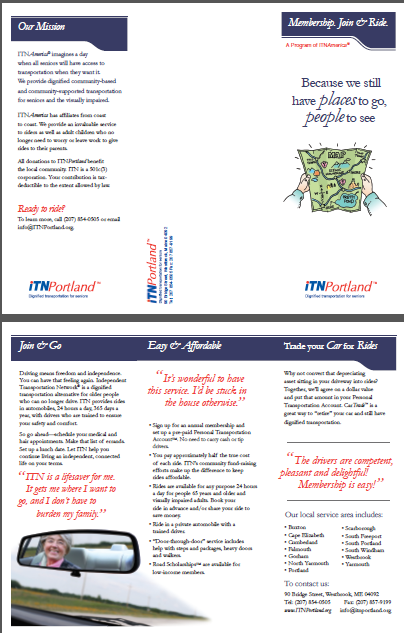 Our Mission
ITNAmerica® imagines a day
when all seniors will have access to
transportation when they want it.
We provide dignified community-based
and community-supported transportation
for seniors and the visually impaired.
ITNAmerica has affiliates from coast
to coast. We provide an invaluable service
to riders as well as adult children who no
longer need to worry or leave work to give
rides to their parents.
All donations to ITNPortland benefit
the local community. ITN is a 501c(3)
corporation. Your contribution is tax-
deductible to the extent allowed by law.
Ready to ride?
To learn more, call (207) 854-0505 or email
info@ITNPortland.org.
iTNPortland™
Dignified transportation for seniors
iTNPortland™
Dignified transportation for seniors
90 Bridge Street, Westbrook, Maine 04092
Membership. Join & Ride.
A Program of ITNAmerica®
Because we still
have places to go,
people to see
MAP
iTNPortland™
Dignified transportation for seniors
Join & Go
Driving means freedom and independence.
You can have that feeling again. Independent
Transportation Network® is a dignified
transportation alternative for older people
who can no longer drive. ITN provides rides
in automobiles, 24 hours a day, 365 days a
year, with drivers who are trained to ensure
your safety and comfort.
So go ahead—schedule your medical and
hair appointments. Make that list of errands.
Set up a lunch date. Let ITN help you
continue living an independent, connected
life on your terms.
“ITN is a lifesaver for me.
It gets me where I want to
go, and I don't have to
burden my family.”
Easy & Affordable
“It's wonderful to have
this service. I'd be stuck in
the house otherwise.”
• Sign up for an annual membership and
set up a pre-paid Personal Transportation
Account™. No need to carry cash or tip
drivers.
• You pay approximately half the true cost
of each ride. ITN's community fund-raising
efforts make up the difference to keep
rides affordable.
• Rides are available for any purpose 24 hours
a day for people 65 years and older and
visually impaired adults. Book your
ride in advance and/or share your ride to
save money.
• Ride in a private automobile with a
trained driver.
• “Door-through-door” service includes
help with steps and packages, heavy doors
and walkers.
• Road Scholarships™ are available for
low-income members.
Trade your Car for Rides
Why not convert that depreciating
asset sitting in your driveway into rides?
Together, we'll agree on a dollar value
and put that amount in your Personal
Transportation Account. CarTrade™ is a
great way to “retire” your car and still have
dignified transportation.
“The drivers are competent,
pleasant and delightful!
Membership is easy!”
Our local service area includes:
• Buxton
• Cape Elizabeth
• Cumberland
• Falmouth
• Gorham
• North Yarmouth
• Portland
• Scarborough
• South Freeport
• South Portland
• South Windham
• Westbrook
• Yarmouth
To contact us:
90 Bridge Street, Westbrook, ME 04092
Tel: (207) 854-0505 Fax: (207) 857-9199
www.ITNPortland.org info@itnportland.org